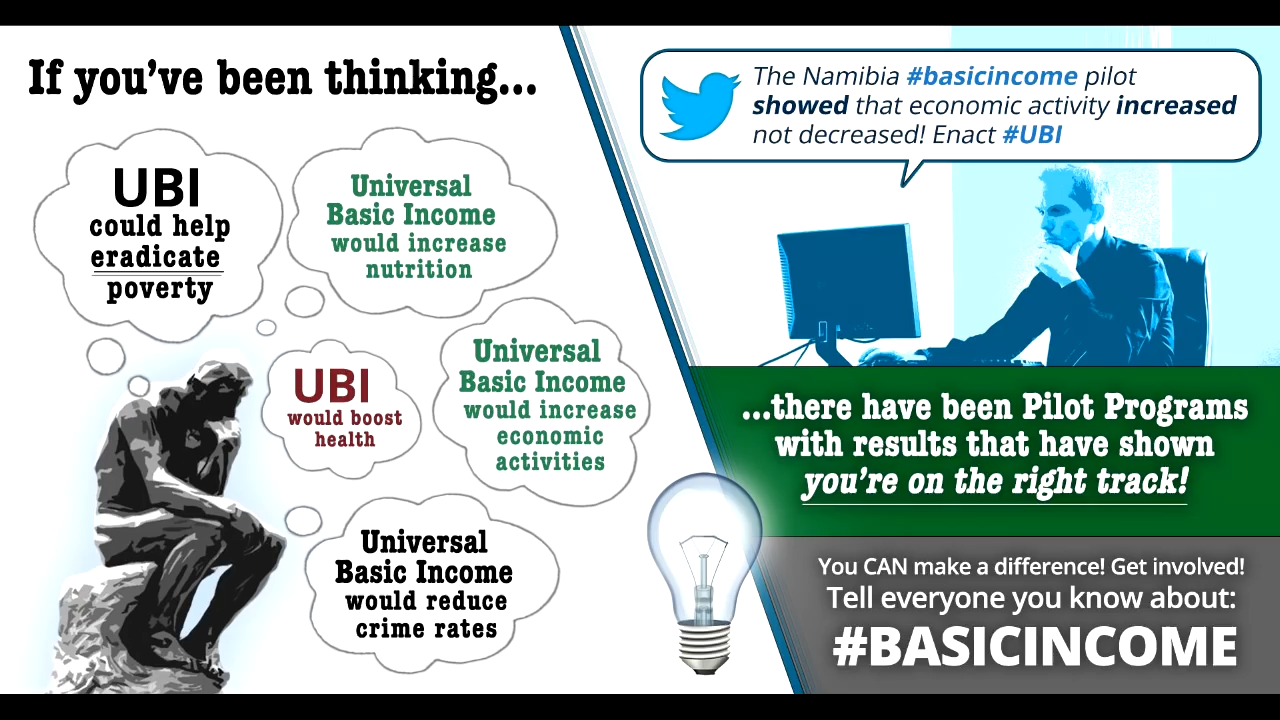 If you've been thinking...
UBI
could help
eradicate
poverty
Universal
Basic Income
would increase
nutrition
UBI
would boost
health
Universal
Basic Income
would increase
economic
activities
Universal
Basic Income
would reduce
crime rates
The Namibia #basicincome pilot
showed that economic activity increased
not decreased! Enact #UBI
...there have been Pilot Programs
with results that have shown
you're on the right track!
You CAN make a difference! Get involved!
Tell everyone you know about:
#BASICINCOME